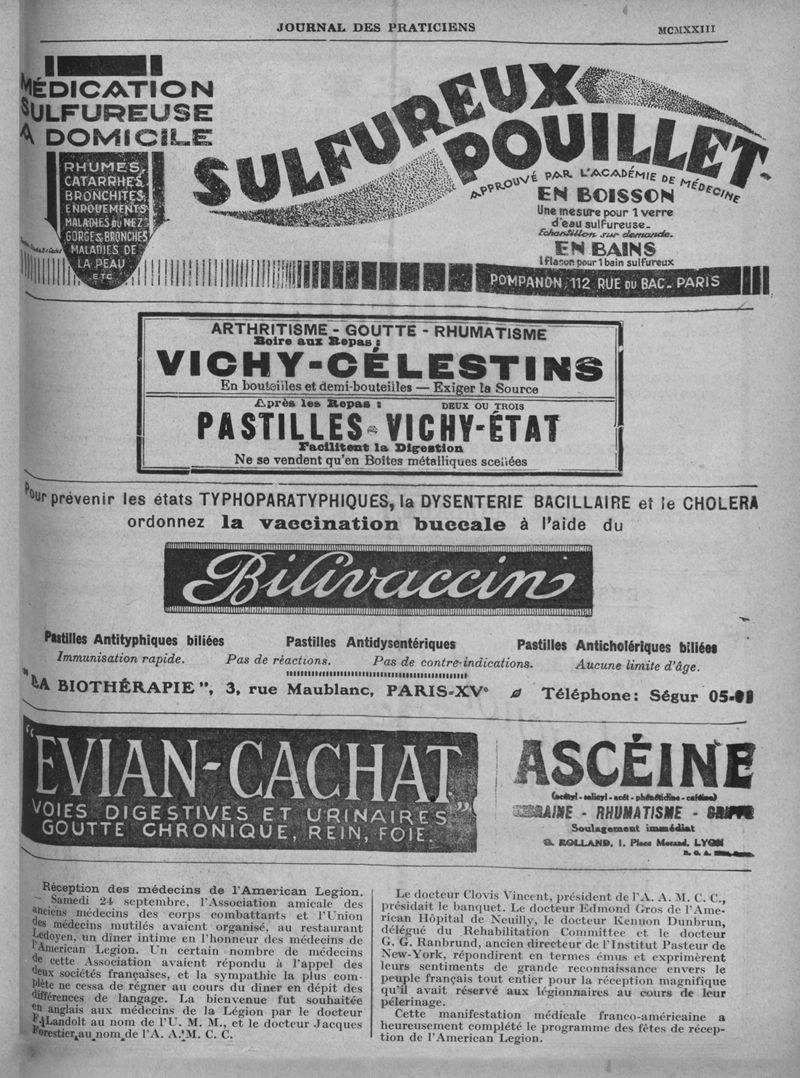 JOURNAL DES PRATICIENS
MCMXXIII
MÉDICATION
SULFUREUSE
A DOMICILE
RHUMES,
CATARRHES,
BRONCHITES,
ENROUEMENTS
MALADIES DU NEZ
GORGE & BRONCHES
MALADIES DE
LA PEAU
ETC
SULFUREUX
POUILLET
APPROUVÉ PAR L'ACADÉMIE DE MÉDECINE
EN BOISSON
Une mesure pour 1 verre
d'eau sulfureuse.
Echantillon sur demande.
EN BAINS
1 flacon pour 1 bain sulfureux
POMPANON, 112 RUE DU BAC. PARIS
ARTHRITISME - GOUTTE - RHUMATISME
Boire aux Repas :
VICHY-CÉLESTINS
En bouteilles et demi-bouteilles — Exiger la Source
Après les Repas : DEUX OU TROIS
PASTILLES VICHY-ÉTAT
Facilitent la Digestion
Ne se vendent qu'en Boîtes métalliques scellées
Pour prévenir les états TYPHOPARATYPHIQUES, la DYSENTERIE BACILLAIRE et le CHOLERA
ordonnez la vaccination buccale à l'aide du
Bilivaccin
Pastilles Antityphiques biliées Pastilles Antidysentériques Pastilles Anticholériques biliées
Immunisation rapide. Pas de réactions. Pas de contre-indications. Aucune limite d'âge.
"LA BIOTHÉRAPIE", 3, rue Maublanc, PARIS-XVe Téléphone: Ségur 05-
"EVIAN-CACHAT"
VOIES DIGESTIVES ET URINAIRES
GOUTTE CHRONIQUE, REIN, FOIE.
ASCÉINE
(acétyl - salicyl - acét - phénétidine - caféine)
MIGRAINE - RHUMATISME - GRIPPE
Soulagement immédiat
G. ROLLAND, 1, Place Morand, LYON
R. C. A.
Réception des médecins de l'American Legion.
— Samedi 24 septembre, l'Association amicale des
anciens médecins des corps combattants et l'Union
des médecins mutilés avaient organisé, au restaurant
Ledoyen, un dîner intime en l'honneur des médecins de
l'American Legion. Un certain nombre de médecins
de cette Association avaient répondu à l'appel des
deux sociétés françaises, et la sympathie la plus com-
plète ne cessa de régner au cours du dîner en dépit des
différences de langage. La bienvenue fut souhaitée
en anglais aux médecins de la Légion par le docteur
F. Landolt au nom de l'U. M. M., et le docteur Jacques
Forestier au nom de l'A. A. M. C. C.
Le docteur Clovis Vincent, président de l'A. A. M. C. C.,
présidait le banquet. Le docteur Edmond Gros de l'Ame-
rican Hôpital de Neuilly, le docteur Kennon Dunbrun,
délégué du Rehabilitation Committee et le docteur
G. G. Ranbrund, ancien directeur de l'Institut Pasteur de
New-York, répondirent en termes émus et exprimèrent
leurs sentiments de grande reconnaissance envers le
peuple français tout entier pour la réception magnifique
qu'il avait réservé aux légionnaires au cours de leur
pélerinage.
Cette manifestation médicale franco-américaine a
heureusement complété le programme des fêtes de récep-
tion de l'American Legion.